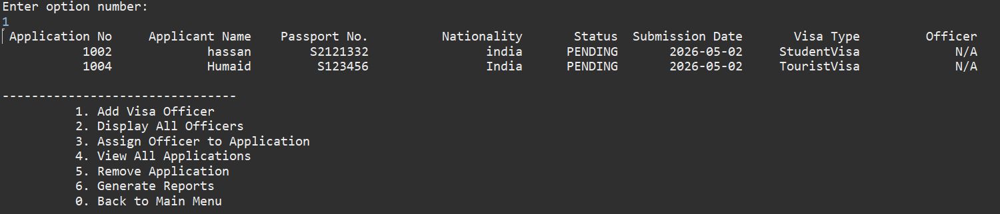 Enter option number:
1
Application No Applicant Name Passport No. Nationality Status Submission Date Visa Type Officer
1002 hassan S2121332 india PENDING 2026-05-02 StudentVisa N/A
1004 Humaid S123456 India PENDING 2026-05-02 TouristVisa N/A
--------------------------------
1. Add Visa Officer
2. Display All Officers
3. Assign Officer to Application
4. View All Applications
5. Remove Application
6. Generate Reports
0. Back to Main Menu